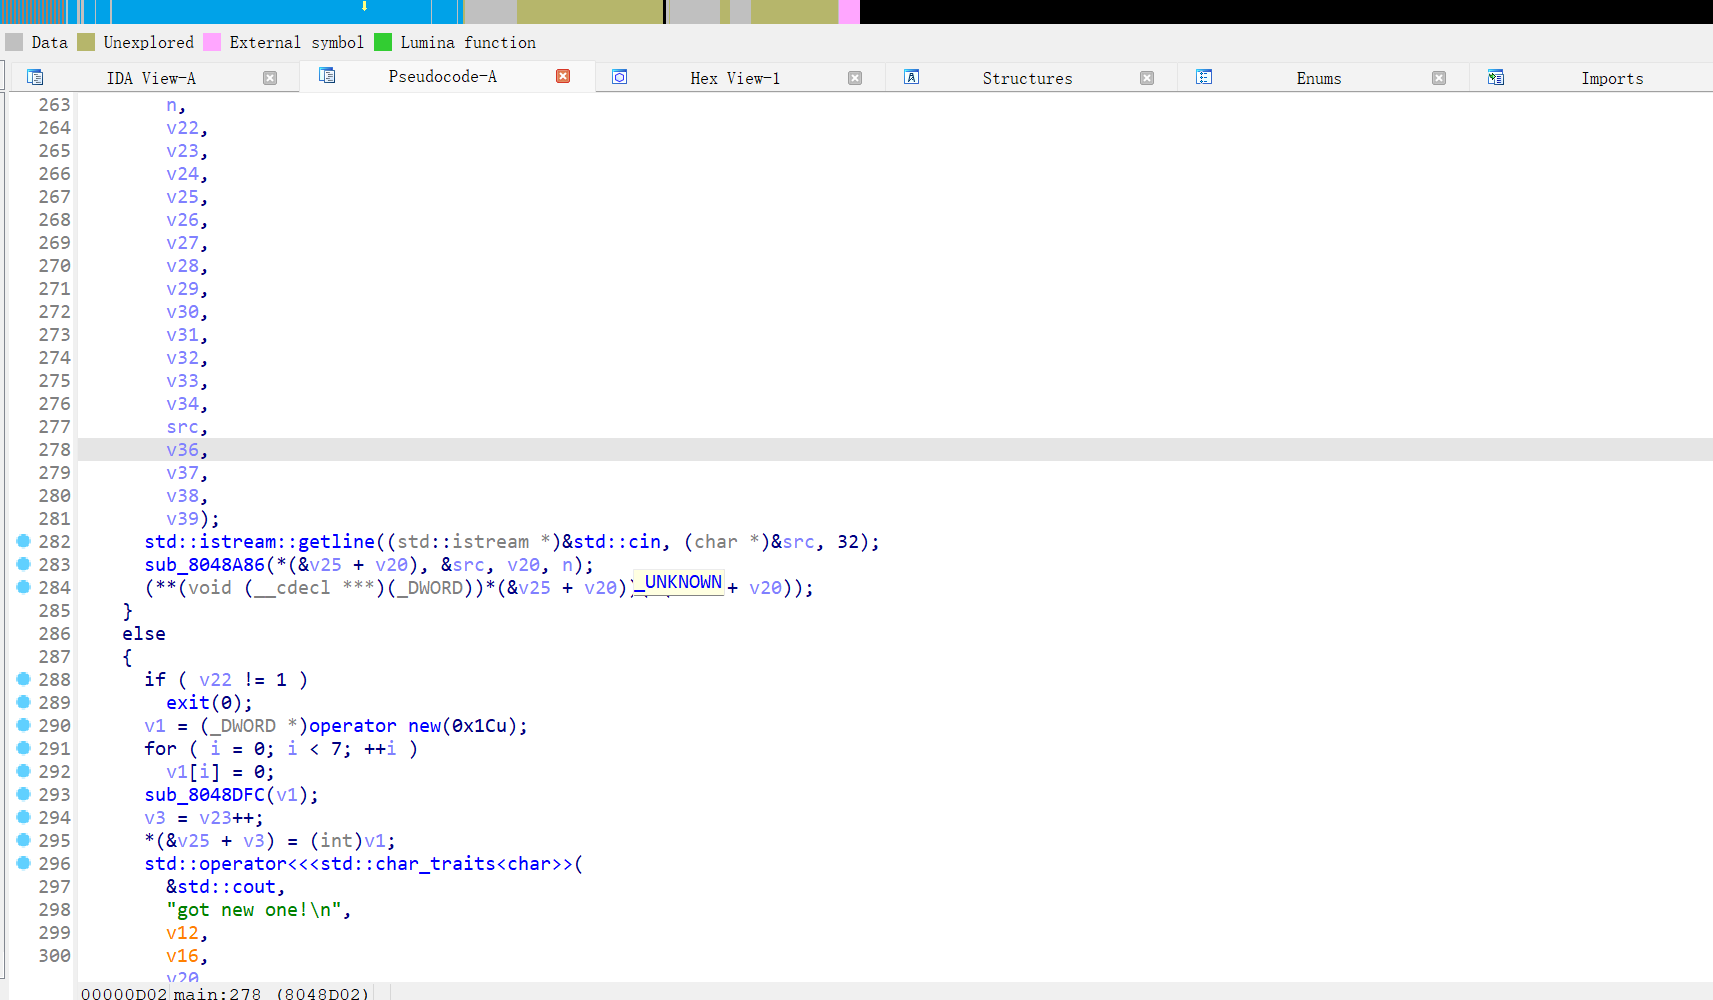 Data Unexplored External symbol Lumina function
IDA View-A Pseudocode-A Hex View-1 Structures Enums Imports
263 n,
264 v22,
265 v23,
266 v24,
267 v25,
268 v26,
269 v27,
270 v28,
271 v29,
272 v30,
273 v31,
274 v32,
275 v33,
276 v34,
277 src,
278 v36,
279 v37,
280 v38,
281 v39);
282 std::istream::getline((std::istream *)&std::cin, (char *)&src, 32);
283 sub_8048A86(*(&v25 + v20), &src, v20, n);
284 (**(void (__cdecl ***)(_DWORD))*(&v25 + v20)) _UNKNOWN + v20));
285 }
286 else
287 {
288 if ( v22 != 1 )
289 exit(0);
290 v1 = (_DWORD *)operator new(0x1Cu);
291 for ( i = 0; i < 7; ++i )
292 v1[i] = 0;
293 sub_8048DFC(v1);
294 v3 = v23++;
295 *(&v25 + v3) = (int)v1;
296 std::operator<<<std::char_traits<char>>(
297 &std::cout,
298 "got new one!\n",
299 v12,
300 v16,
v20
00000D02 main:278 (8048D02)